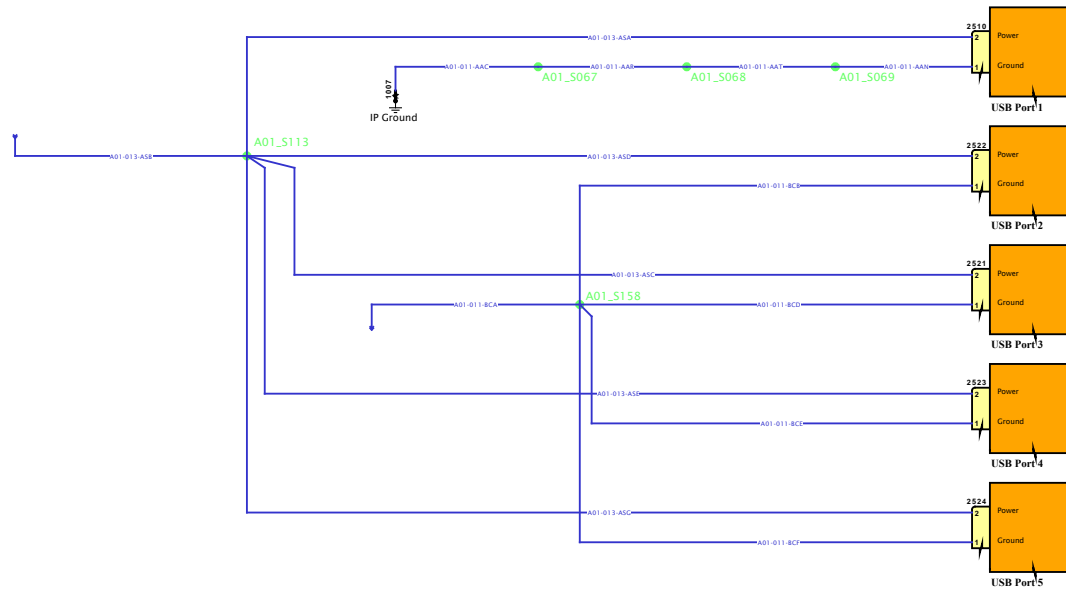 2510
A01-013-ASA
2
Power
A01-011-AAC
A01-011-AAR
A01-011-AAT
A01-011-AAN
1
Ground
A01_S067
A01_S068
A01_S069
1007
IP Ground
USB Port 1
A01_S113
2522
A01-013-ASB
A01-013-ASD
2
Power
A01-011-BCB
1
Ground
USB Port 2
2521
A01-013-ASC
2
Power
A01_S158
A01-011-BCA
A01-011-BCD
1
Ground
USB Port 3
2523
A01-013-ASE
2
Power
A01-011-BCE
1
Ground
USB Port 4
2524
A01-013-ASG
2
Power
A01-011-BCF
1
Ground
USB Port 5